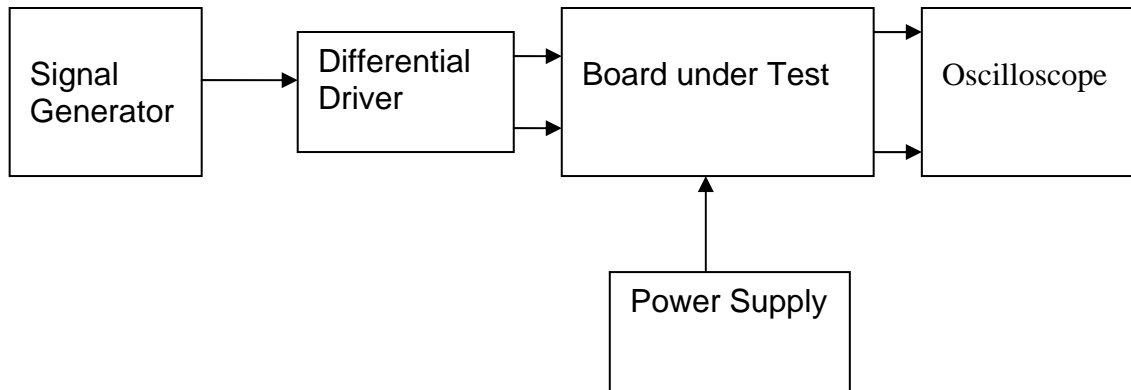 Signal
Generator
Differential
Driver
Board under Test
Oscilloscope
Power Supply